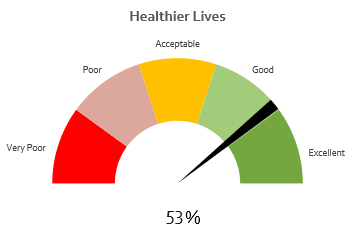 Healthier Lives
Acceptable
Poor
Good
Very Poor
Excellent
53%